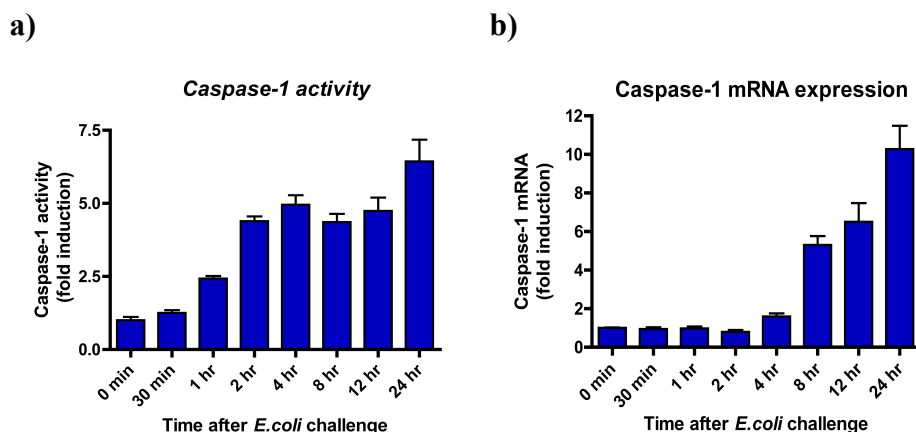 a)
Caspase-1 activity
Caspase-1 activity
(fold induction)
7.5
5.0
2.5
0.0
0 min
30 min
1 hr
2 hr
4 hr
8 hr
12 hr
24 hr
Time after E.coli challenge
b)
Caspase-1 mRNA expression
Caspase-1 mRNA
(fold induction)
12
10
8
6
4
2
0
0 min
30 min
1 hr
2 hr
4 hr
8 hr
12 hr
24 hr
Time after E.coli challenge